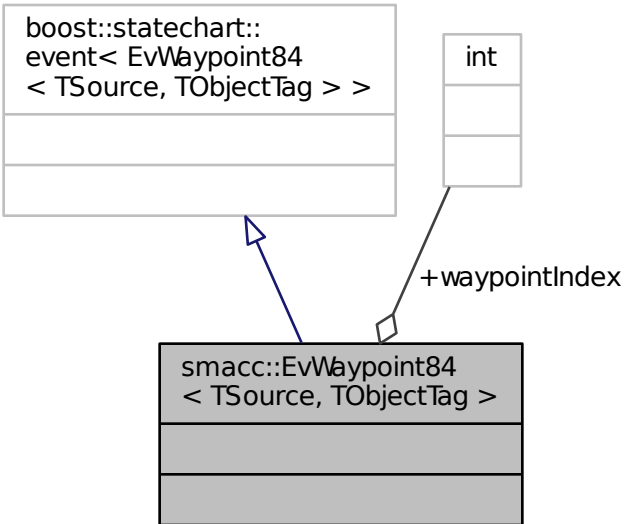 boost::statechart::
event< EvWaypoint84
< TSource, TObjectTag > >
int
+waypointIndex
smacc::EvWaypoint84
< TSource, TObjectTag >